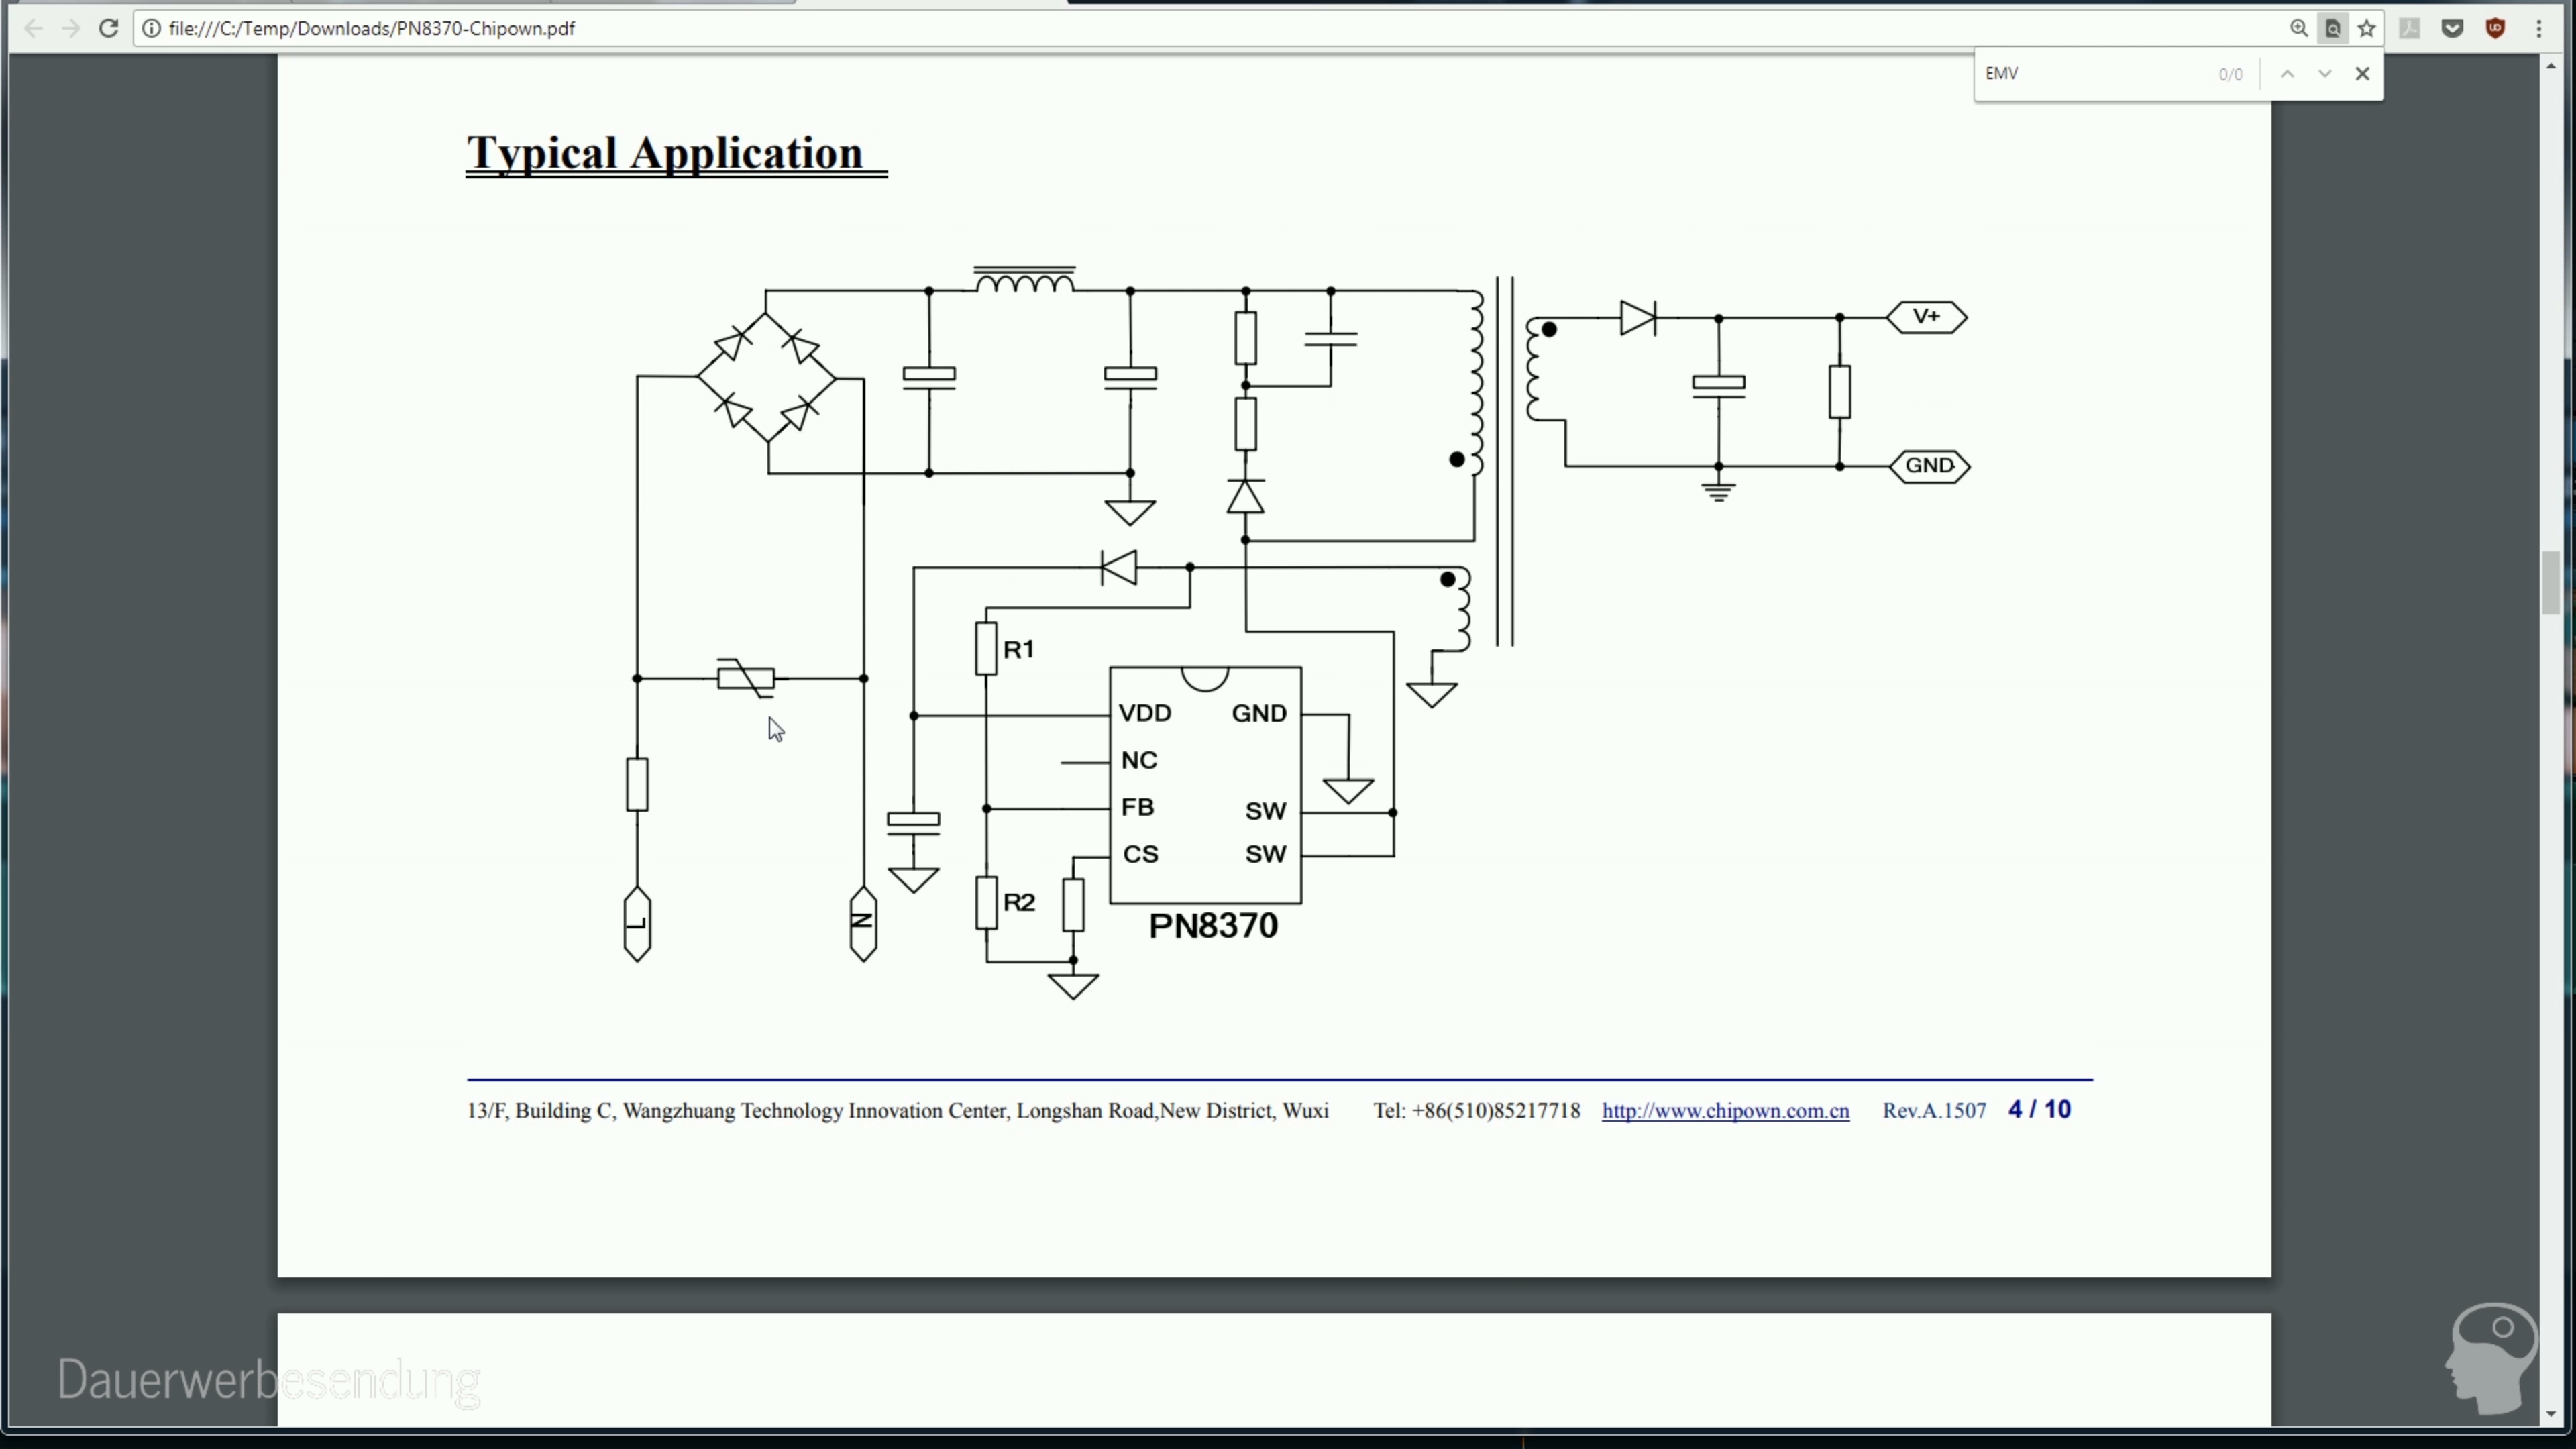 file:///C:/Temp/Downloads/PN8370-Chipown.pdf
EMV 0/0
Typical Application
V+
GND
R1
VDD GND
NC
FB SW
CS SW
R2
L N
PN8370
13/F, Building C, Wangzhuang Technology Innovation Center, Longshan Road,New District, Wuxi Tel: +86(510)85217718 http://www.chipown.com.cn Rev.A.1507 4 / 10
Dauerwerbesendung